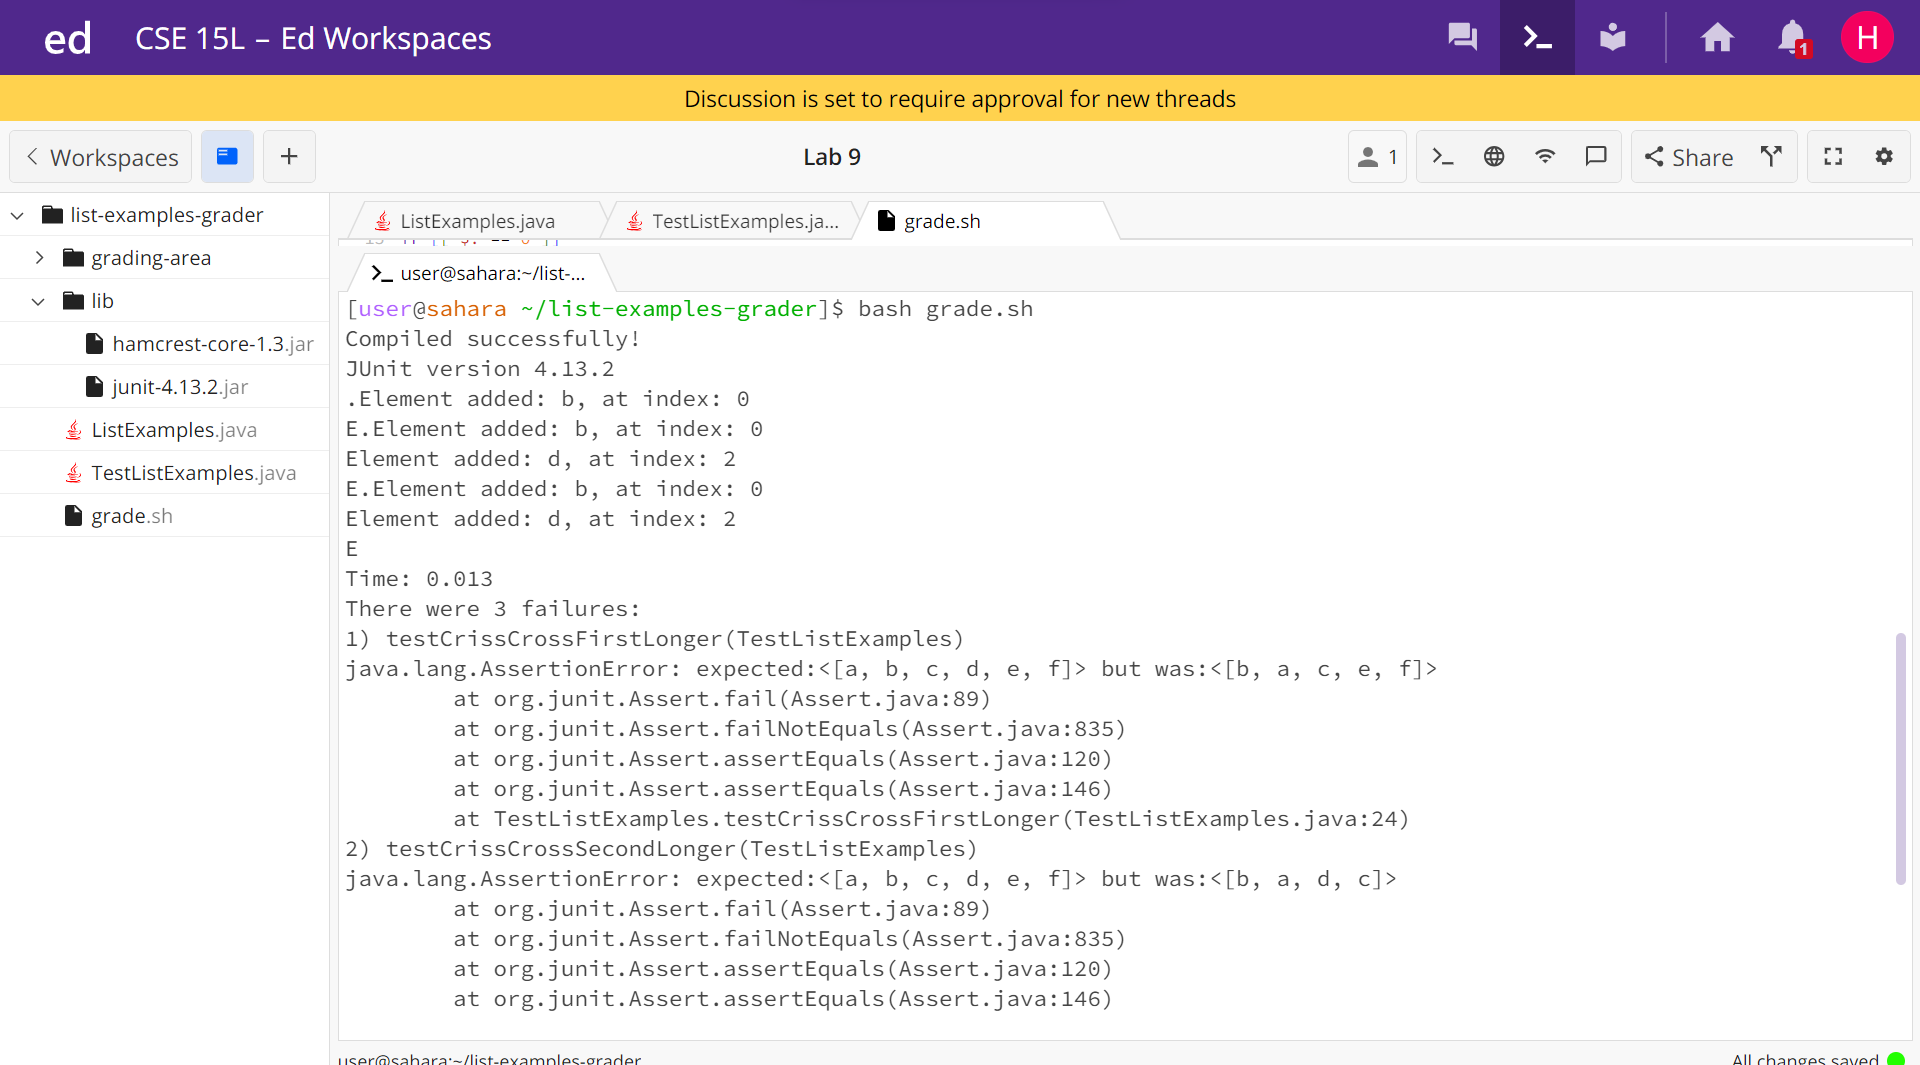 ed CSE 15L – Ed Workspaces 1 H
Discussion is set to require approval for new threads
Workspaces Lab 9 1 Share
list-examples-grader
grading-area
lib
hamcrest-core-1.3.jar
junit-4.13.2.jar
ListExamples.java
TestListExamples.java
grade.sh
ListExamples.java TestListExamples.ja... grade.sh
user@sahara:~/list-...
[user@sahara ~/list-examples-grader]$ bash grade.sh
Compiled successfully!
JUnit version 4.13.2
.Element added: b, at index: 0
E.Element added: b, at index: 0
Element added: d, at index: 2
E.Element added: b, at index: 0
Element added: d, at index: 2
E
Time: 0.013
There were 3 failures:
1) testCrissCrossFirstLonger(TestListExamples)
java.lang.AssertionError: expected:<[a, b, c, d, e, f]> but was:<[b, a, c, e, f]>
at org.junit.Assert.fail(Assert.java:89)
at org.junit.Assert.failNotEquals(Assert.java:835)
at org.junit.Assert.assertEquals(Assert.java:120)
at org.junit.Assert.assertEquals(Assert.java:146)
at TestListExamples.testCrissCrossFirstLonger(TestListExamples.java:24)
2) testCrissCrossSecondLonger(TestListExamples)
java.lang.AssertionError: expected:<[a, b, c, d, e, f]> but was:<[b, a, d, c]>
at org.junit.Assert.fail(Assert.java:89)
at org.junit.Assert.failNotEquals(Assert.java:835)
at org.junit.Assert.assertEquals(Assert.java:120)
at org.junit.Assert.assertEquals(Assert.java:146)
user@sahara:~/list-examples-grader All changes saved